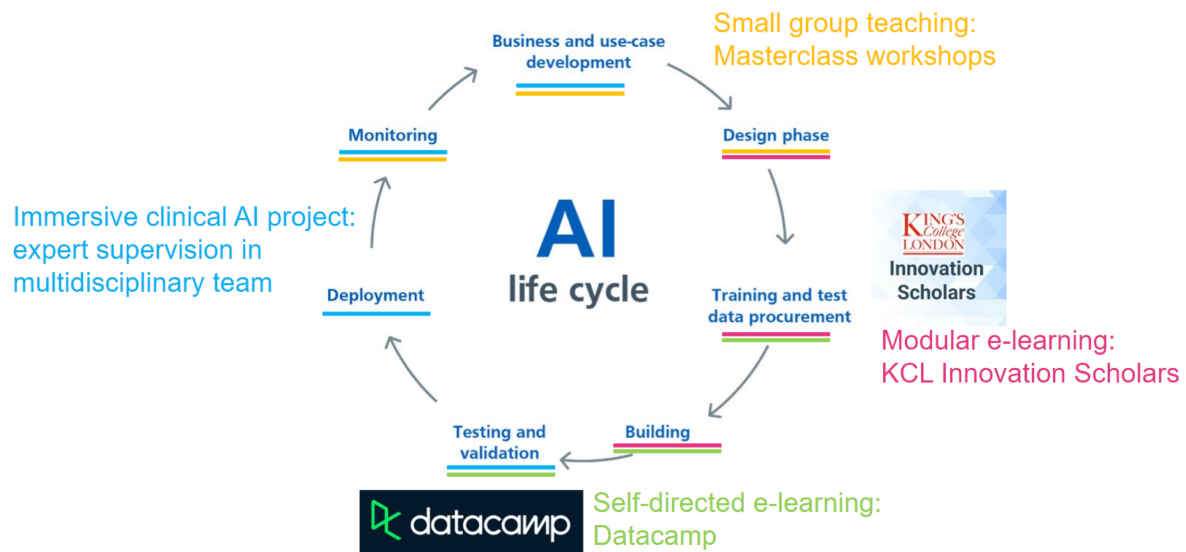 Small group teaching:
Masterclass workshops
Business and use-case
development
Design phase
Monitoring
KING'S
College
LONDON
Innovation
Scholars
AI
life cycle
Immersive clinical AI project:
expert supervision in
multidisciplinary team
Deployment
Training and test
data procurement
Modular e-learning:
KCL Innovation Scholars
Building
Testing and
validation
datacamp
Self-directed e-learning:
Datacamp